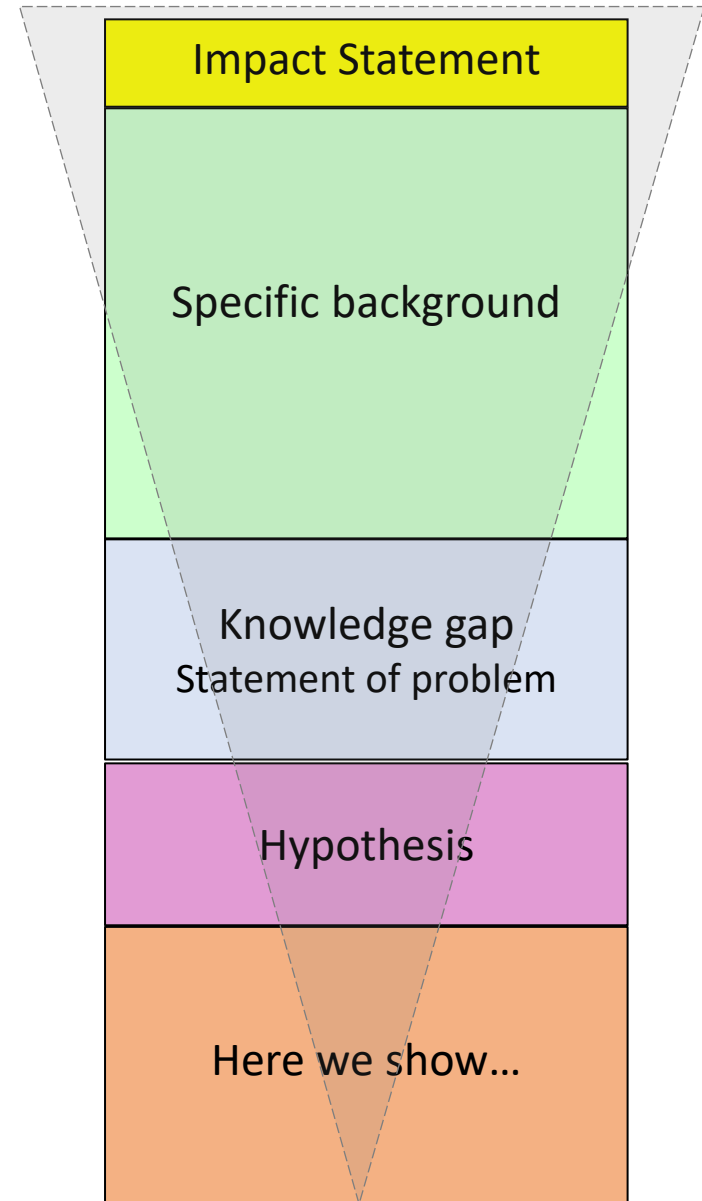 Impact Statement
Specific background
Knowledge gap
Statement of problem
Hypothesis
Here we show…